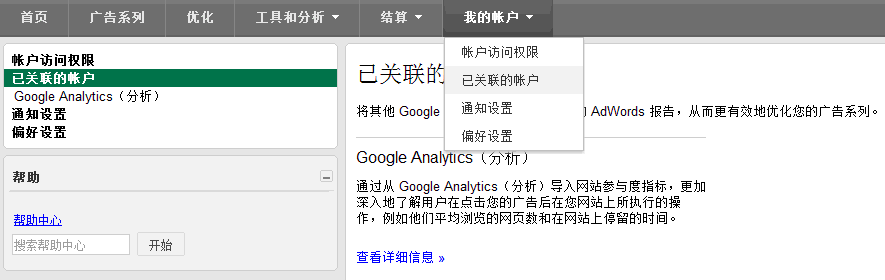 首页 广告系列 优化 工具和分析 结算 我的帐户
帐户访问权限
已关联的帐户
Google Analytics（分析）
通知设置
偏好设置
帮助
帮助中心
搜索帮助中心 开始
帐户访问权限
已关联的帐户
通知设置
偏好设置
已关联的
将其他 Google AdWords 报告，从而更有效地优化您的广告系列。
Google Analytics（分析）
通过从 Google Analytics（分析）导入网站参与度指标，更加
深入地了解用户在点击您的广告后在您网站上所执行的操
作，例如他们平均浏览的网页数和在网站上停留的时间。
查看详细信息 »